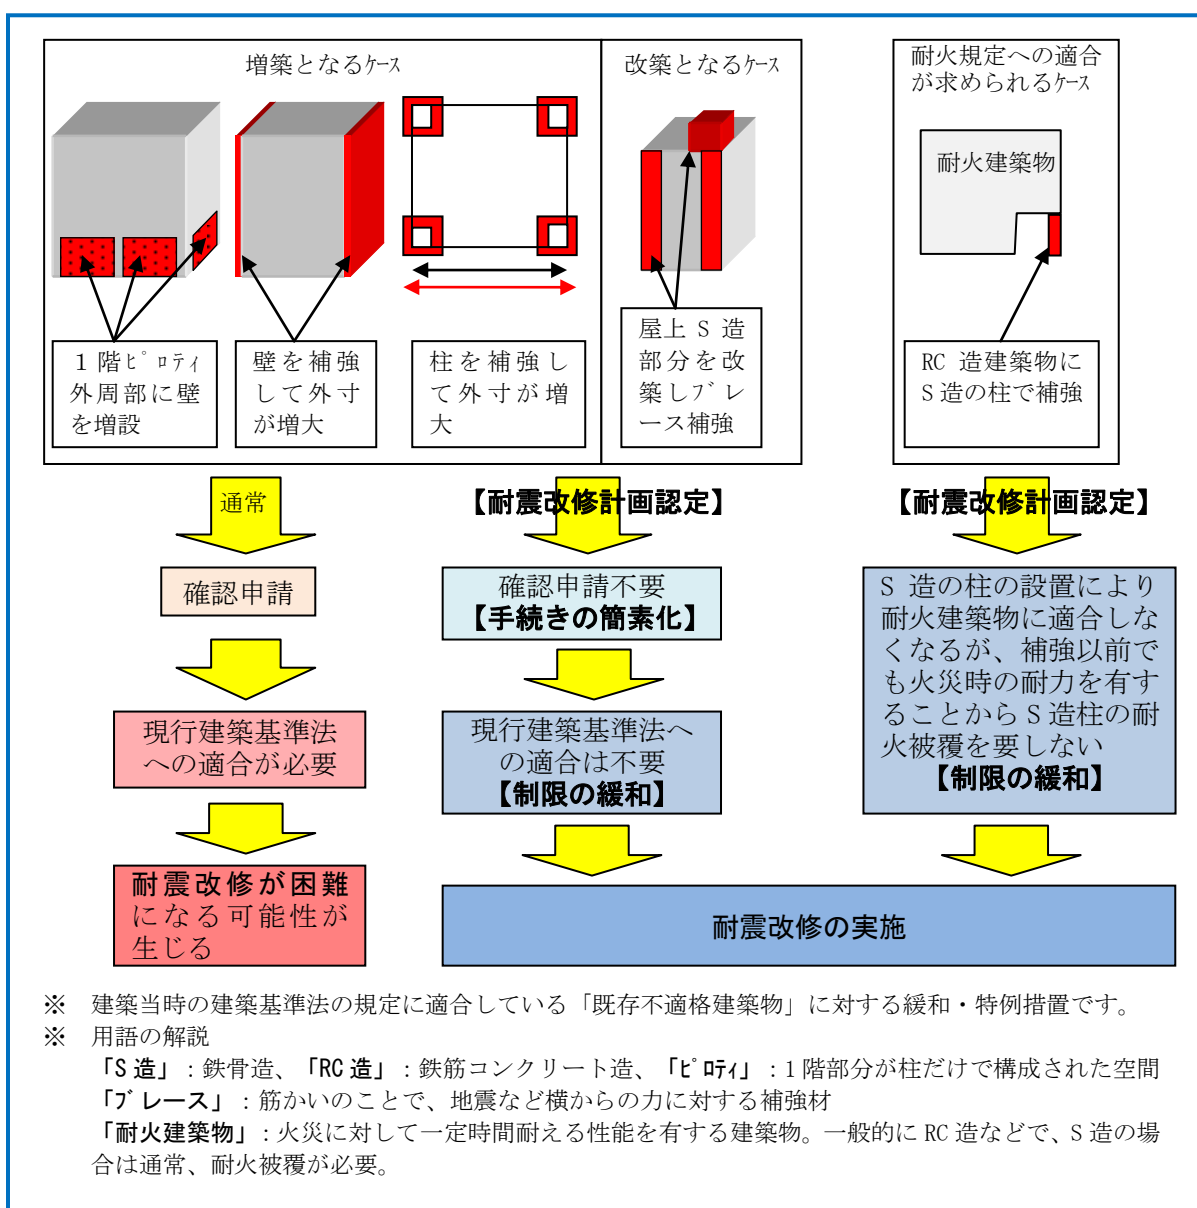 増築となるｹｰｽ
改築となるｹｰｽ
耐火規定への適合
が求められるｹｰｽ
耐火建築物
１階ﾋﾟﾛﾃｨ
外周部に壁
を増設
壁を補強
して外寸
が増大
柱を補強し
て外寸が増
大
屋上 S 造
部分を改
築しﾌﾞﾚ
ｰｽ補強
RC 造建築物に
S 造の柱で補強
通常
【耐震改修計画認定】
【耐震改修計画認定】
確認申請
確認申請不要
【手続きの簡素化】
S 造の柱の設置により
耐火建築物に適合しな
くなるが、補強以前で
も火災時の耐力を有す
ることから S 造柱の耐
火被覆を要しない
【制限の緩和】
現行建築基準法
への適合が必要
現行建築基準法へ
の適合は不要
【制限の緩和】
耐震改修が困難
になる可能性が
生じる
耐震改修の実施
※　建築当時の建築基準法の規定に適合している「既存不適格建築物」に対する緩和・特例措置です。
※　用語の解説
「S 造」：鉄骨造、「RC 造」：鉄筋コンクリート造、「ﾋﾟﾛﾃｨ」：1 階部分が柱だけで構成された空間
「ﾌﾞレース」：筋かいのことで、地震など横からの力に対する補強材
「耐火建築物」：火災に対して一定時間耐える性能を有する建築物。一般的に RC 造などで、S 造の場
合は通常、耐火被覆が必要。